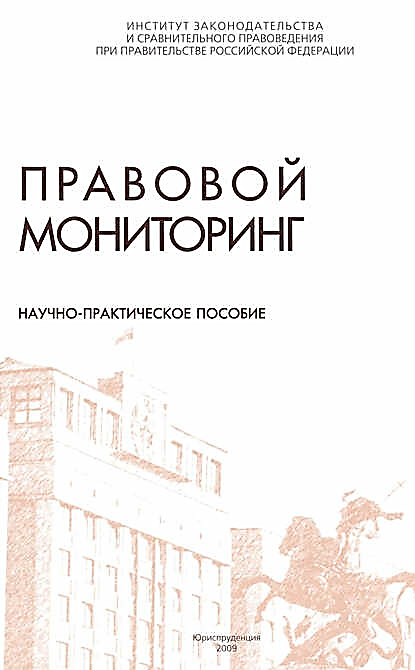 ИНСТИТУТ ЗАКОНОДАТЕЛЬСТВА
И СРАВНИТЕЛЬНОГО ПРАВОВЕДЕНИЯ
ПРИ ПРАВИТЕЛЬСТВЕ РОССИЙСКОЙ ФЕДЕРАЦИИ
ПРАВОВОЙ
МОНИТОРИНГ
НАУЧНО-ПРАКТИЧЕСКОЕ ПОСОБИЕ
Юриспруденция
2009